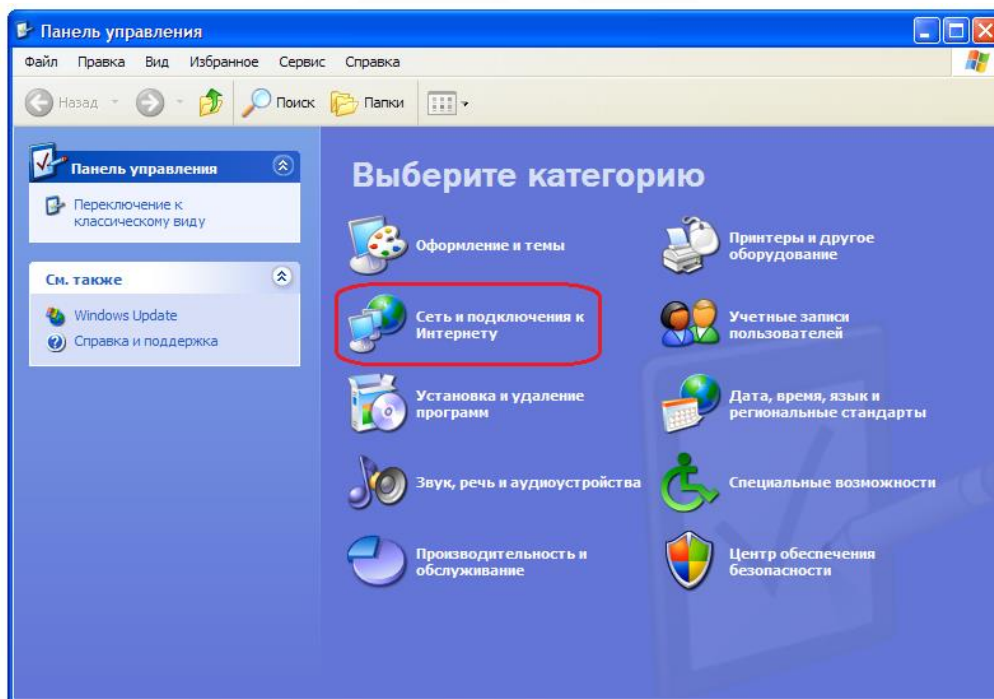 Панель управления
Файл Правка Вид Избранное Сервис Справка
Назад Поиск Папки
Панель управления
Переключение к
классическому виду
См. также
Windows Update
Справка и поддержка
Выберите категорию
Оформление и темы
Принтеры и другое
оборудование
Сеть и подключения к
Интернету
Учетные записи
пользователей
Установка и удаление
программ
Дата, время, язык и
региональные стандарты
Звук, речь и аудиоустройства
Специальные возможности
Производительность и
обслуживание
Центр обеспечения
безопасности